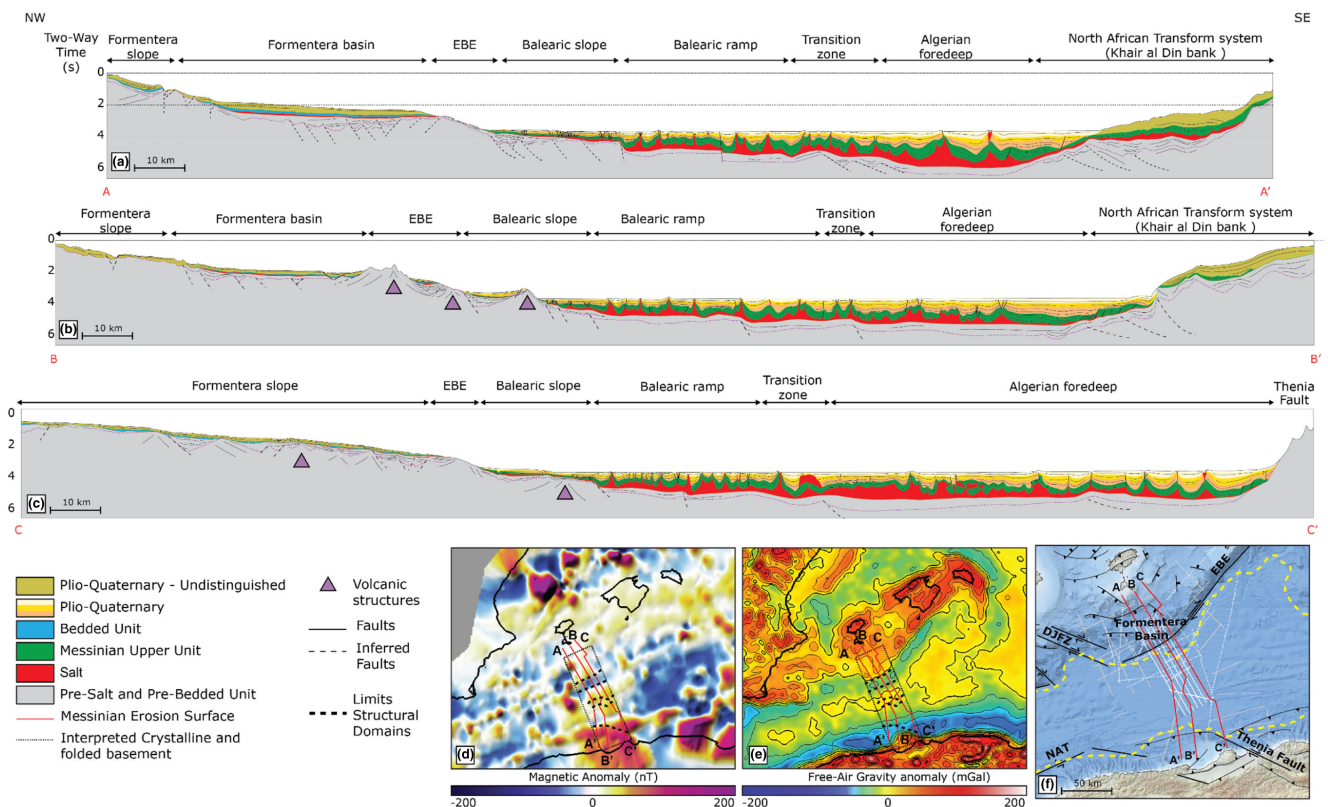 NW
SE
Two-Way
Time
(s)
Formentera
slope
Formentera basin
EBE
Balearic slope
Balearic ramp
Transition
zone
Algerian
foredeep
North African Transform system
(Khair al Din bank )
0
2
4
6
(a)
10 km
A
A'
Formentera
slope
Formentera basin
EBE
Balearic slope
Balearic ramp
Transition
zone
Algerian
foredeep
North African Transform system
(Khair al Din bank )
0
2
4
6
(b)
10 km
B
B'
Formentera slope
EBE
Balearic slope
Balearic ramp
Transition
zone
Algerian foredeep
Thenia
Fault
0
2
4
6
(c)
10 km
C
C'
Plio-Quaternary - Undistinguished
Plio-Quaternary
Bedded Unit
Messinian Upper Unit
Salt
Pre-Salt and Pre-Bedded Unit
Messinian Erosion Surface
Interpreted Crystalline and
folded basement
Volcanic
structures
Faults
Inferred
Faults
Limits
Structural
Domains
A
B
C
A'
B'
C'
(d)
Magnetic Anomaly (nT)
-200
0
200
A
B
C
A'
B'
C'
(e)
Free-Air Gravity anomaly (mGal)
-200
0
200
A
B
C
EBE
Formentera
Basin
DJFZ
NAT
Thenia Fault
A'
B'
C'
50 km
(f)